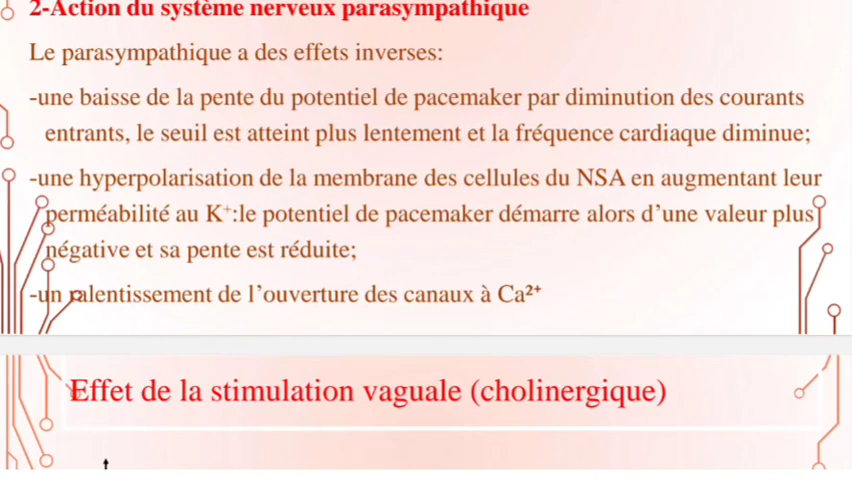 2-Action du système nerveux parasympathique
Le parasympathique a des effets inverses:
-une baisse de la pente du potentiel de pacemaker par diminution des courants
entrants, le seuil est atteint plus lentement et la fréquence cardiaque diminue;
-une hyperpolarisation de la membrane des cellules du NSA en augmentant leur
perméabilité au K⁺:le potentiel de pacemaker démarre alors d’une valeur plus
négative et sa pente est réduite;
-un ralentissement de l’ouverture des canaux à Ca²⁺
Effet de la stimulation vaguale (cholinergique)